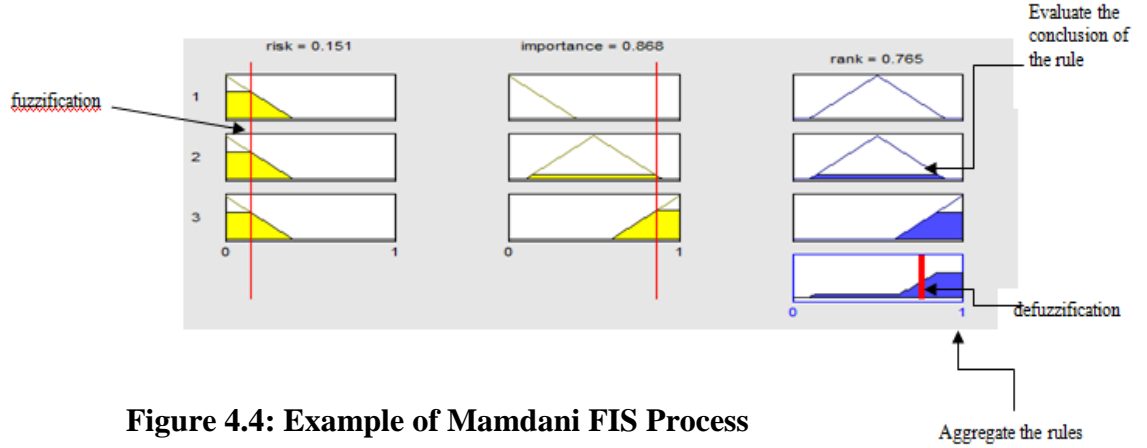 Evaluate the
conclusion of
the rule
risk = 0.151
importance = 0.868
rank = 0.765
fuzzification
1
2
3
0 1
0 1
0 1
defuzzification
Figure 4.4: Example of Mamdani FIS Process
Aggregate the rules